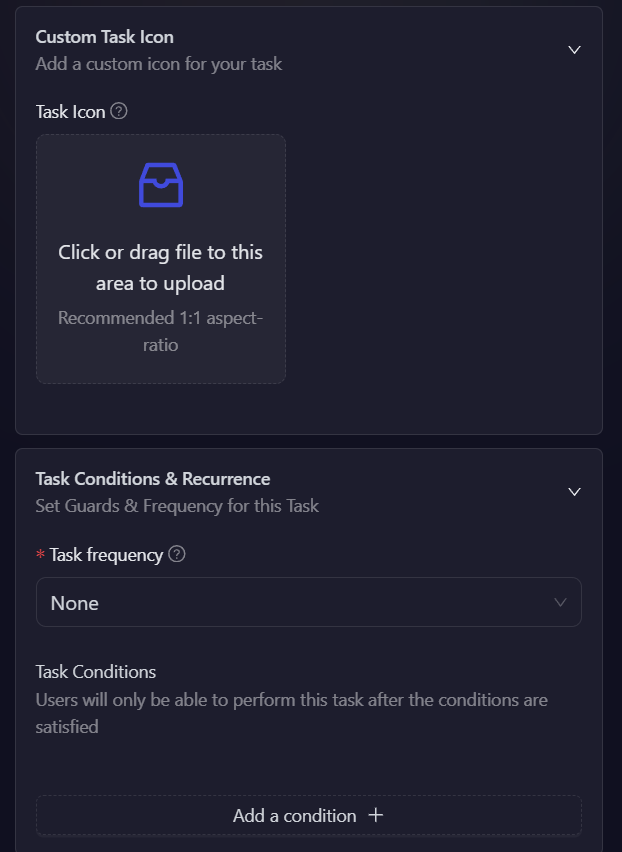 Custom Task Icon
Add a custom icon for your task
Task Icon
Click or drag file to this
area to upload
Recommended 1:1 aspect-
ratio
Task Conditions & Recurrence
Set Guards & Frequency for this Task
* Task frequency
None
Task Conditions
Users will only be able to perform this task after the conditions are
satisfied
Add a condition +